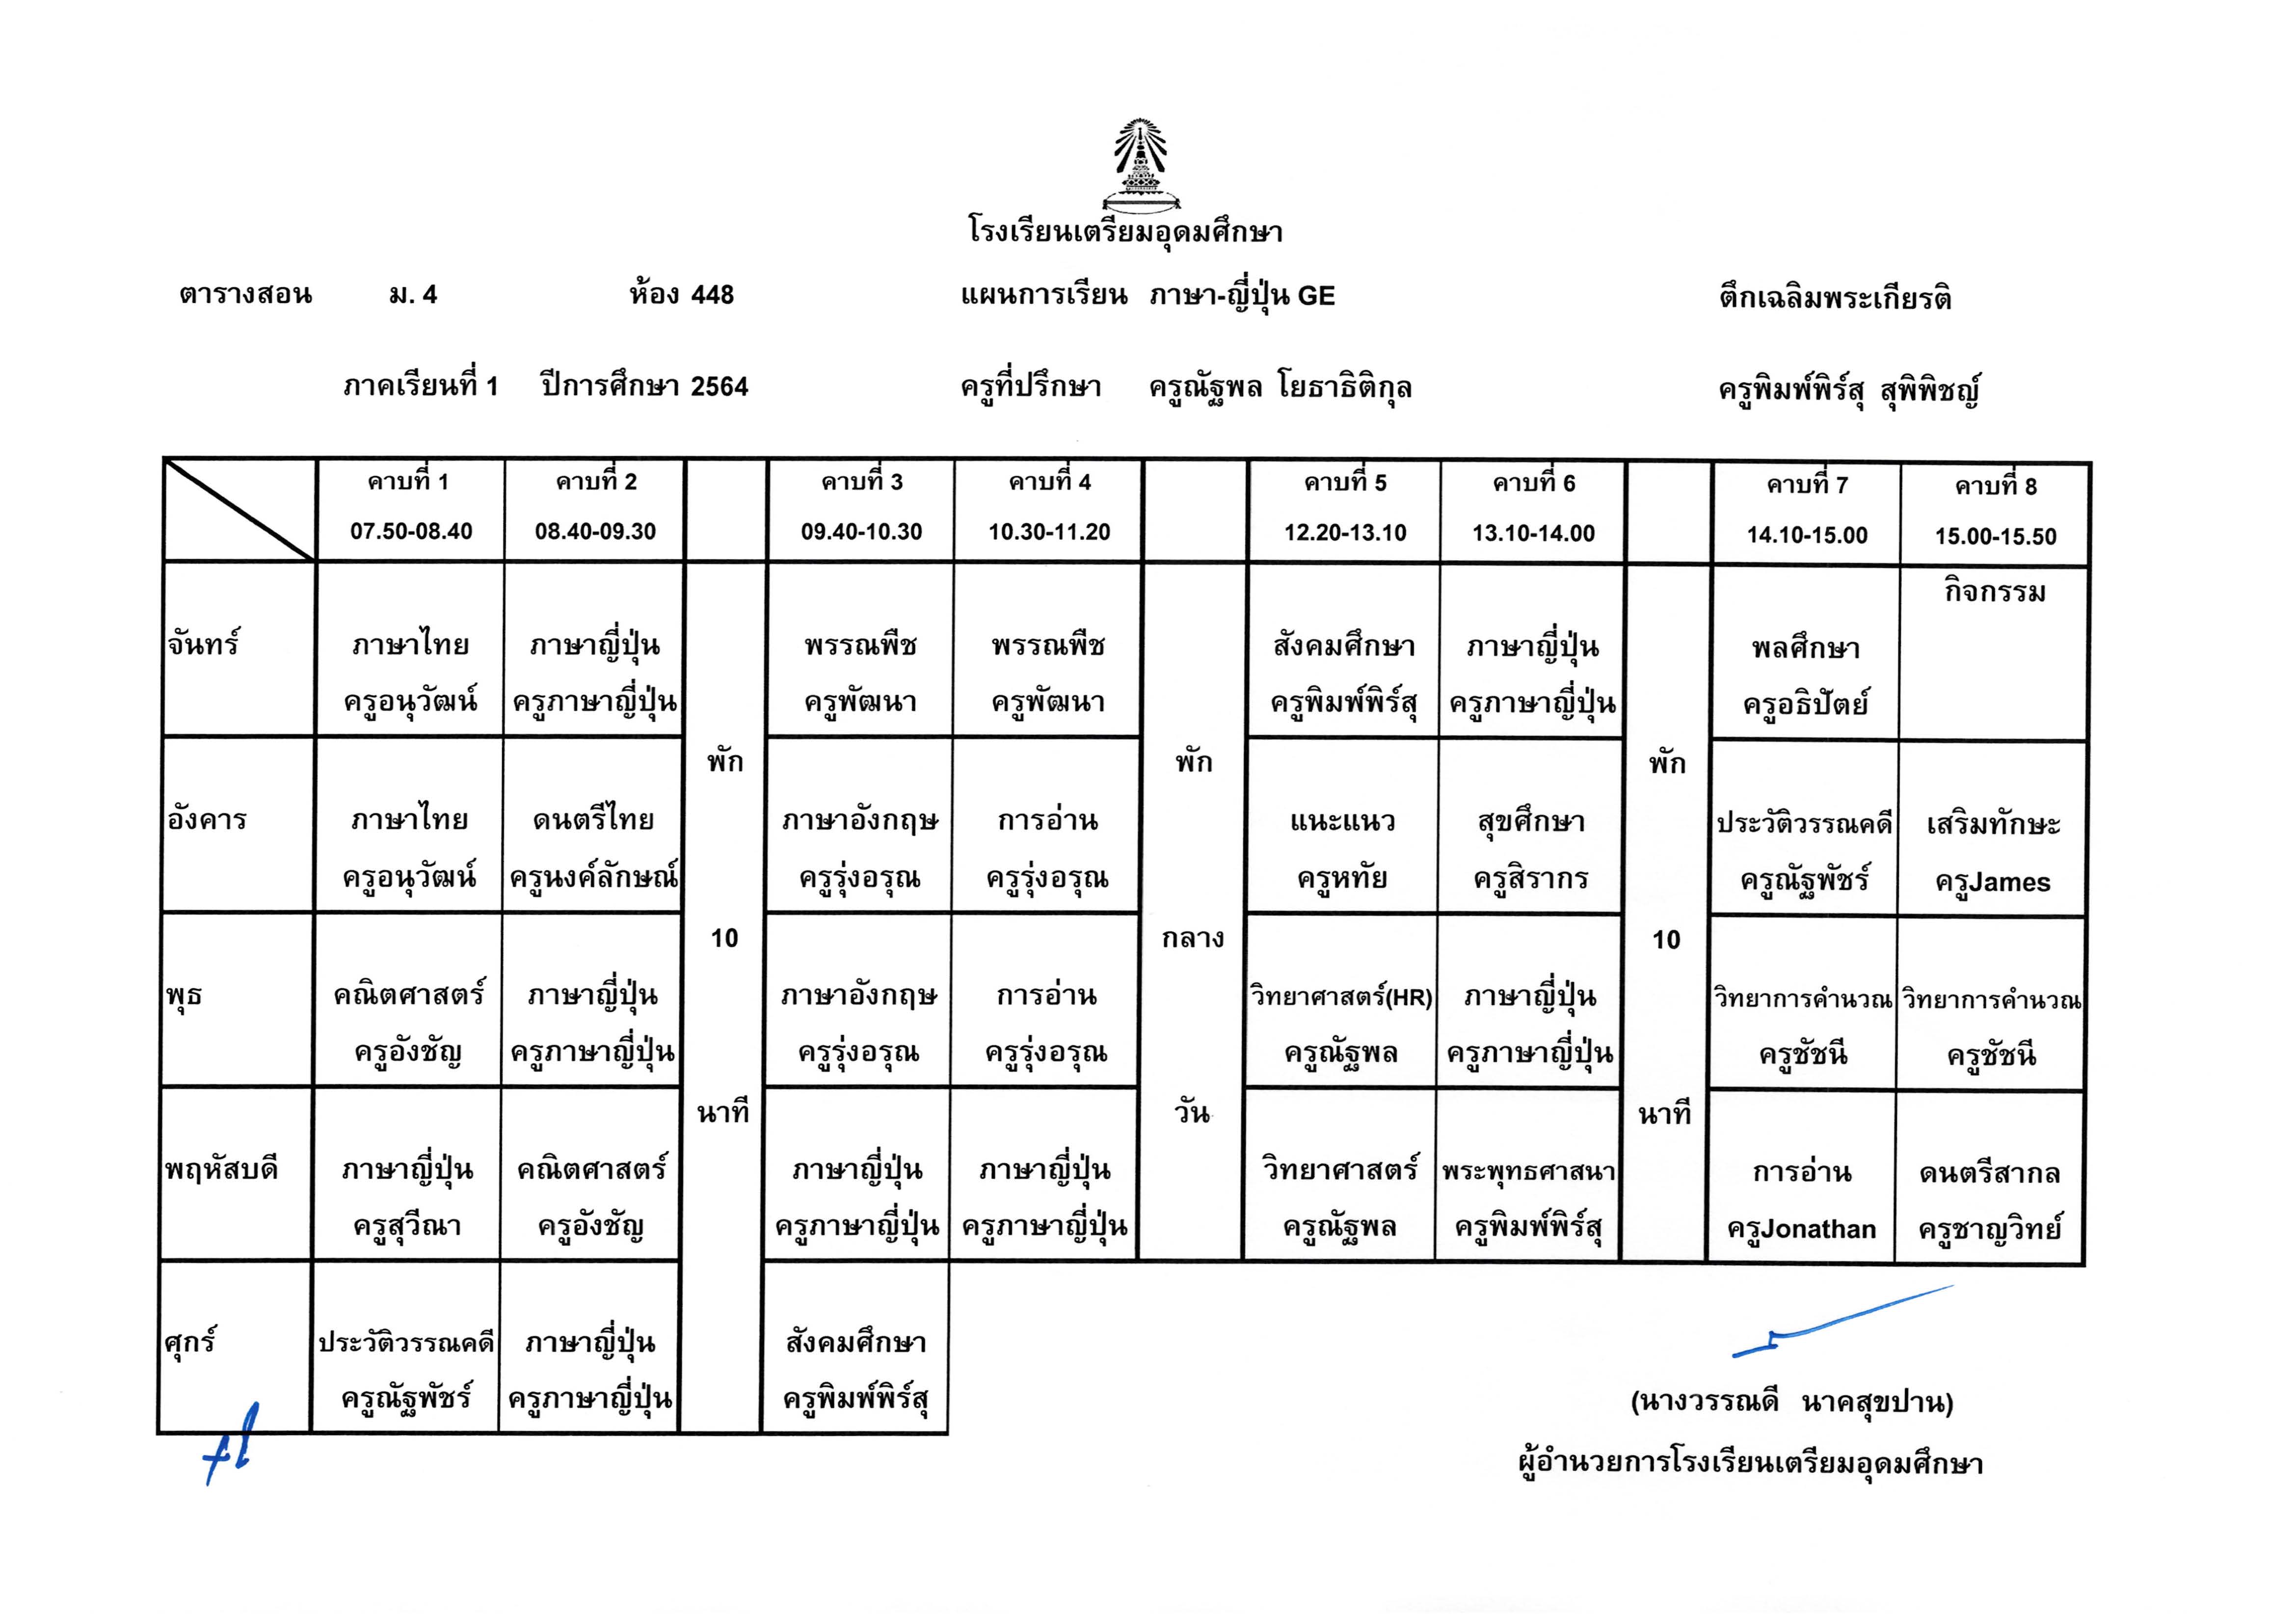 โรงเรียนเตรียมอุดมศึกษา
ตารางสอน ม. 4 ห้อง 448 แผนการเรียน ภาษา-ญี่ปุ่น GE ตึกเฉลิมพระเกียรติ
ภาคเรียนที่ 1 ปีการศึกษา 2564 ครูที่ปรึกษา ครูณัฐพล โยธาธิติกุล ครูพิมพ์พิร์สุ สุพิพิชญ์
คาบที่ 1 คาบที่ 2 คาบที่ 3 คาบที่ 4 คาบที่ 5 คาบที่ 6 คาบที่ 7 คาบที่ 8
07.50-08.40 08.40-09.30 09.40-10.30 10.30-11.20 12.20-13.10 13.10-14.00 14.10-15.00 15.00-15.50
กิจกรรม
จันทร์ ภาษาไทย ภาษาญี่ปุ่น พรรณพืช พรรณพืช สังคมศึกษา ภาษาญี่ปุ่น พลศึกษา
ครูอนุวัฒน์ ครูภาษาญี่ปุ่น ครูพัฒนา ครูพัฒนา ครูพิมพ์พิร์สุ ครูภาษาญี่ปุ่น ครูอธิปัตย์
พัก พัก พัก
อังคาร ภาษาไทย ดนตรีไทย ภาษาอังกฤษ การอ่าน แนะแนว สุขศึกษา ประวัติวรรณคดี เสริมทักษะ
ครูอนุวัฒน์ ครูนงค์ลักษณ์ ครูรุ่งอรุณ ครูรุ่งอรุณ ครูหทัย ครูสิรากร ครูณัฐพัชร์ ครูJames
10 กลาง 10
พุธ คณิตศาสตร์ ภาษาญี่ปุ่น ภาษาอังกฤษ การอ่าน วิทยาศาสตร์(HR) ภาษาญี่ปุ่น วิทยาการคำนวณ วิทยาการคำนวณ
ครูอังชัญ ครูภาษาญี่ปุ่น ครูรุ่งอรุณ ครูรุ่งอรุณ ครูณัฐพล ครูภาษาญี่ปุ่น ครูชัชนี ครูชัชนี
นาที วัน นาที
พฤหัสบดี ภาษาญี่ปุ่น คณิตศาสตร์ ภาษาญี่ปุ่น ภาษาญี่ปุ่น วิทยาศาสตร์ พระพุทธศาสนา การอ่าน ดนตรีสากล
ครูสุวีณา ครูอังชัญ ครูภาษาญี่ปุ่น ครูภาษาญี่ปุ่น ครูณัฐพล ครูพิมพ์พิร์สุ ครูJonathan ครูชาญวิทย์
ศุกร์ ประวัติวรรณคดี ภาษาญี่ปุ่น สังคมศึกษา
ครูณัฐพัชร์ ครูภาษาญี่ปุ่น ครูพิมพ์พิร์สุ
(นางวรรณดี นาคสุขปาน)
ผู้อำนวยการโรงเรียนเตรียมอุดมศึกษา